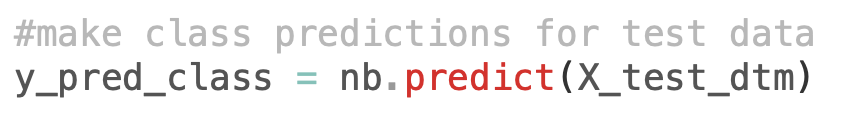 #make class predictions for test data
y_pred_class = nb.predict(X_test_dtm)